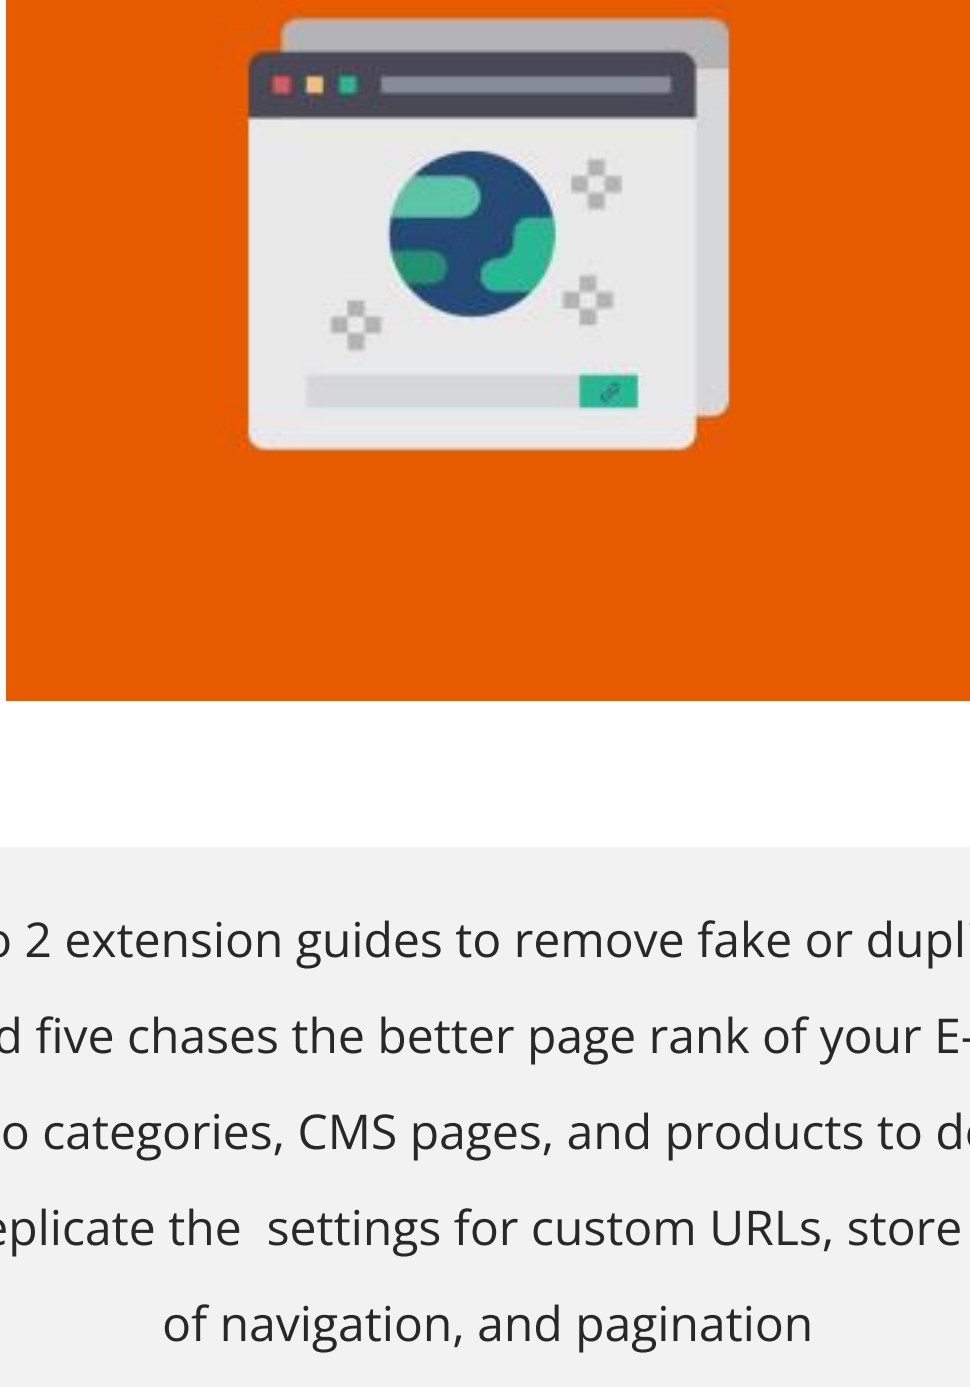 2 extension guides to remove fake or dupl
five chases the better page rank of your E-
categories, CMS pages, and products to d
eplicate the  settings for custom URLs, store
of navigation, and pagination